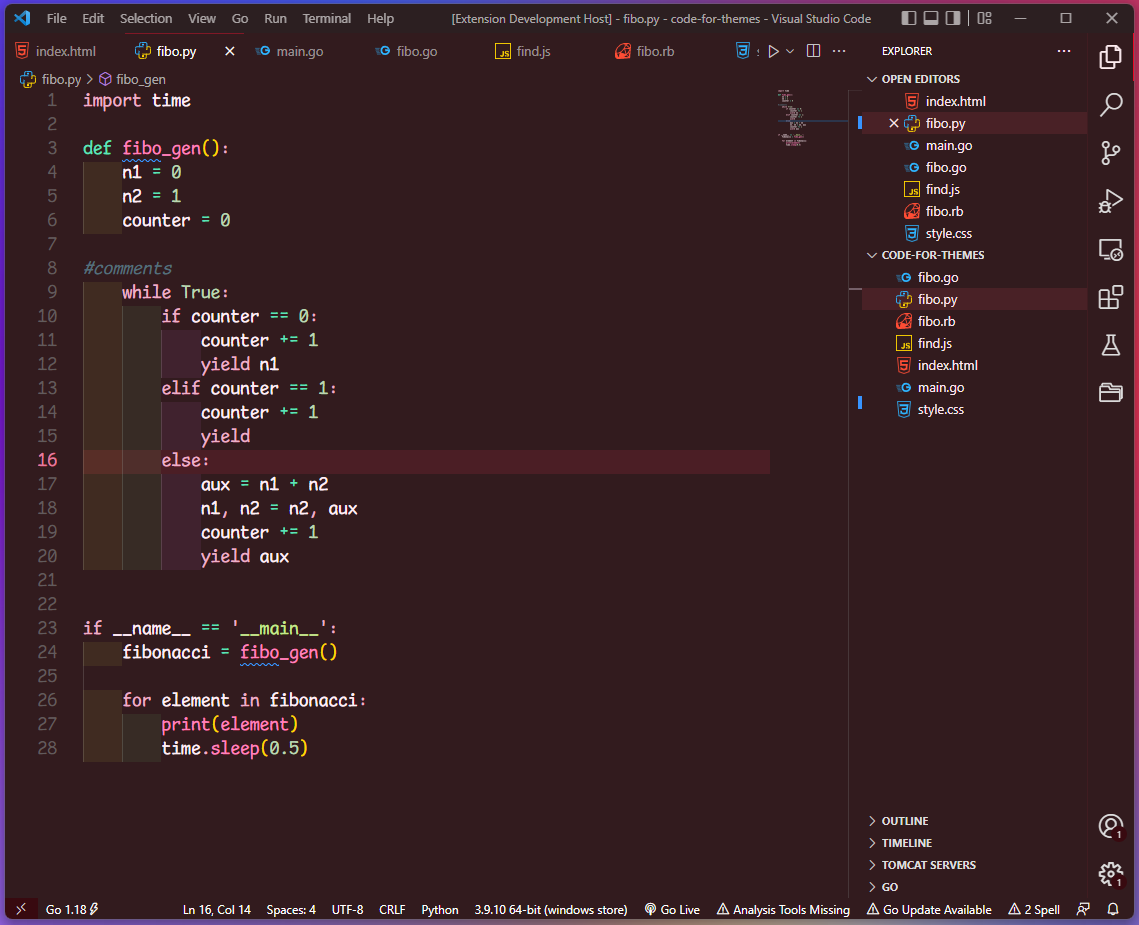 File Edit Selection View Go Run Terminal Help [Extension Development Host] - fibo.py - code-for-themes - Visual Studio Code
index.html fibo.py main.go fibo.go find.js fibo.rb
fibo.py > fibo_gen
1 import time
2
3 def fibo_gen():
4 n1 = 0
5 n2 = 1
6 counter = 0
7
8 #comments
9 while True:
10 if counter == 0:
11 counter += 1
12 yield n1
13 elif counter == 1:
14 counter += 1
15 yield
16 else:
17 aux = n1 + n2
18 n1, n2 = n2, aux
19 counter += 1
20 yield aux
21
22
23 if __name__ == '__main__':
24 fibonacci = fibo_gen()
25
26 for element in fibonacci:
27 print(element)
28 time.sleep(0.5)
EXPLORER
OPEN EDITORS
index.html
fibo.py
main.go
fibo.go
find.js
fibo.rb
style.css
CODE-FOR-THEMES
fibo.go
fibo.py
fibo.rb
find.js
index.html
main.go
style.css
OUTLINE
TIMELINE
TOMCAT SERVERS
GO
1
1
Go 1.18 Ln 16, Col 14 Spaces: 4 UTF-8 CRLF Python 3.9.10 64-bit (windows store) Go Live Analysis Tools Missing Go Update Available 2 Spell